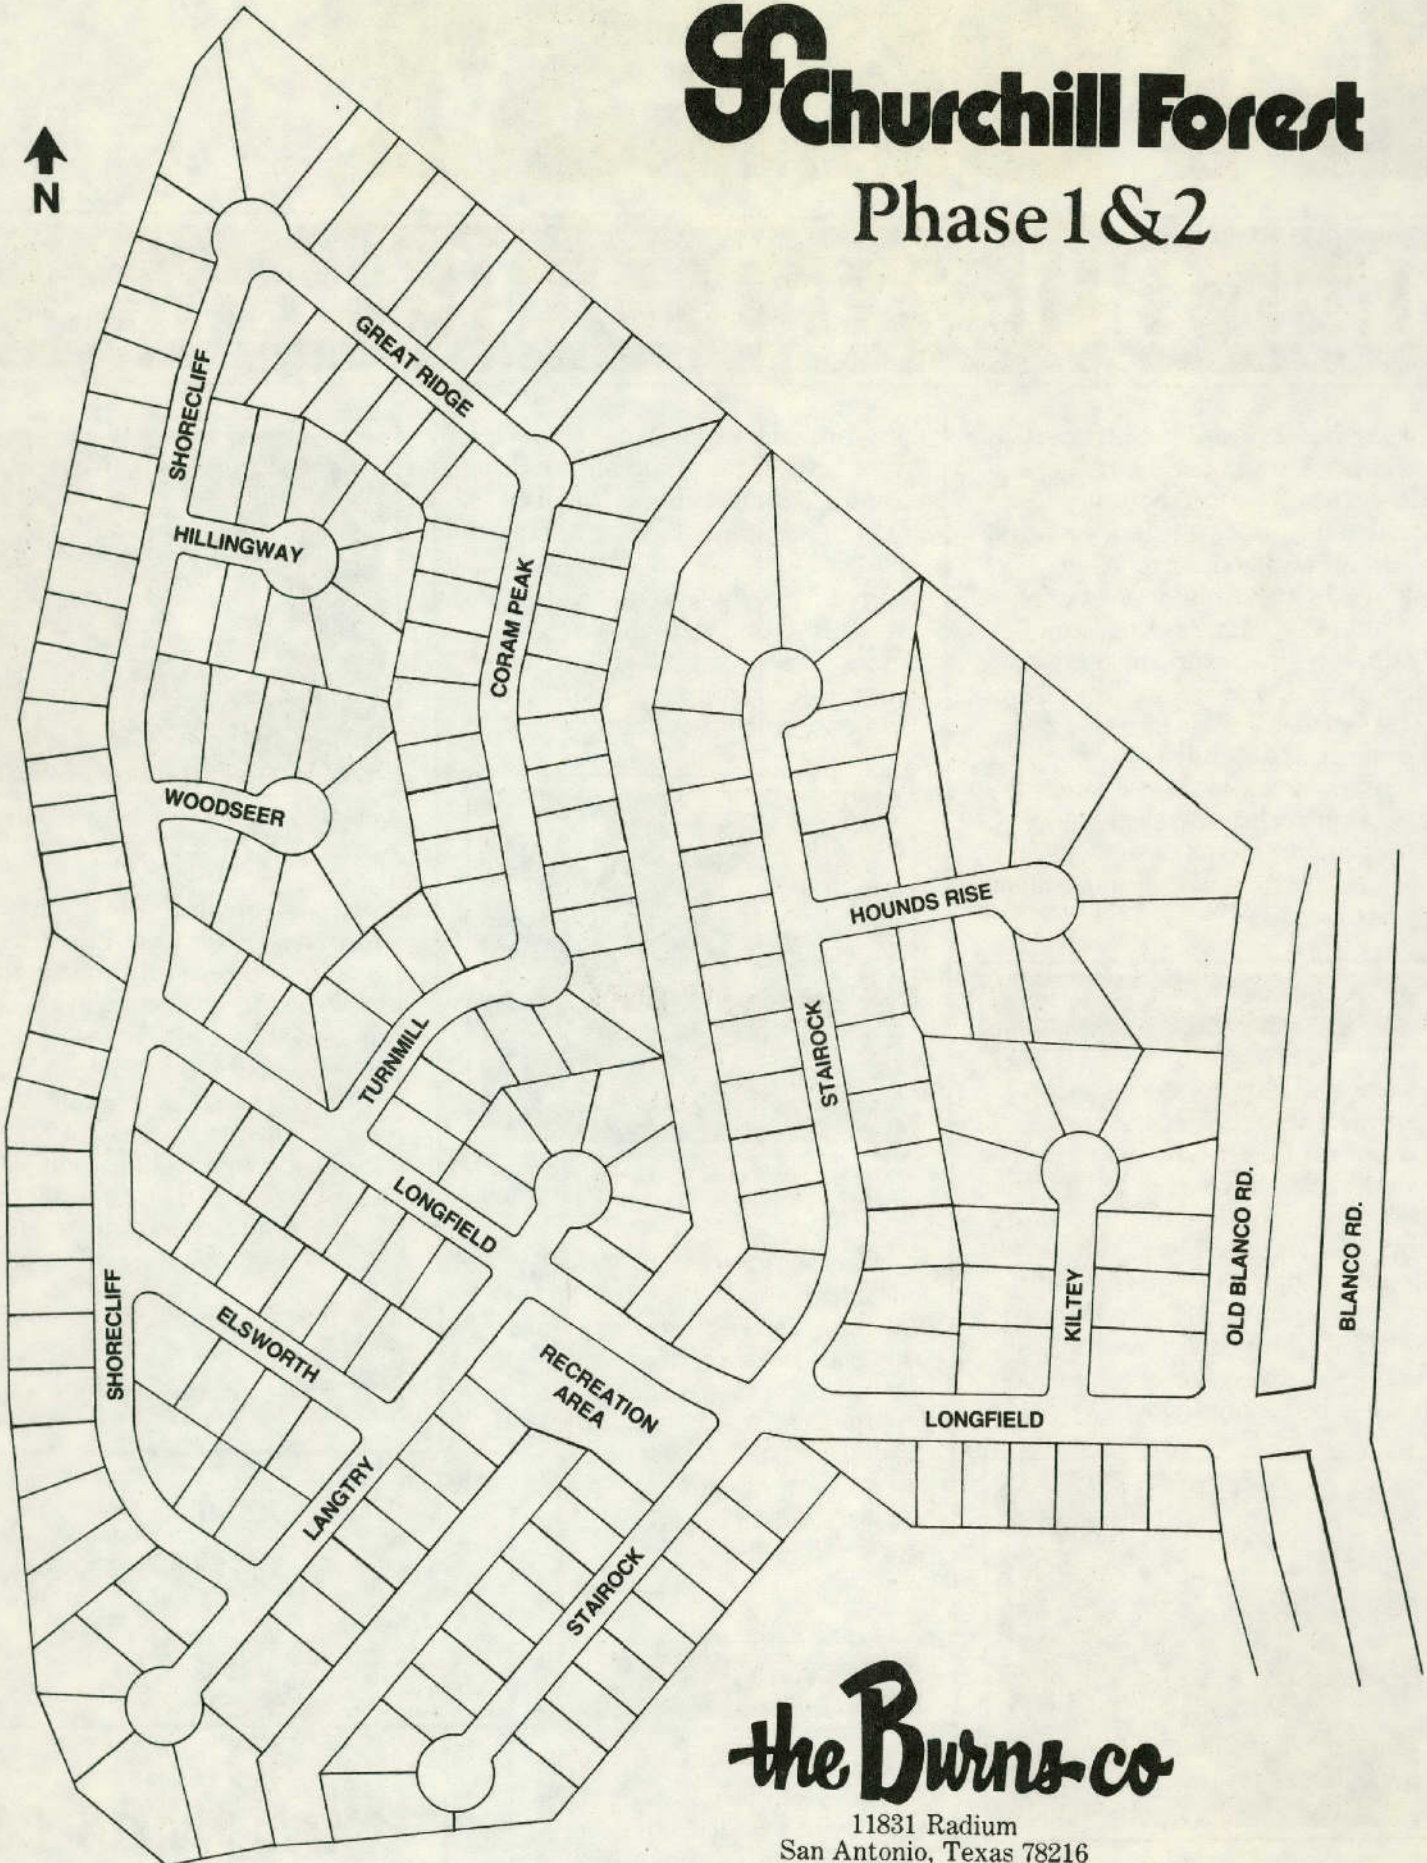 CF
Churchill Forest
Phase 1&2
N
GREAT RIDGE
SHORECLIFF
HILLINGWAY
CORAM PEAK
WOODSEER
HOUNDS RISE
STAIROCK
TURNMILL
LONGFIELD
OLD BLANCO RD.
BLANCO RD.
KILTEY
SHORECLIFF
ELSWORTH
RECREATION
AREA
LONGFIELD
LANGTRY
STAIROCK
the Burns-co
11831 Radium
San Antonio, Texas 78216